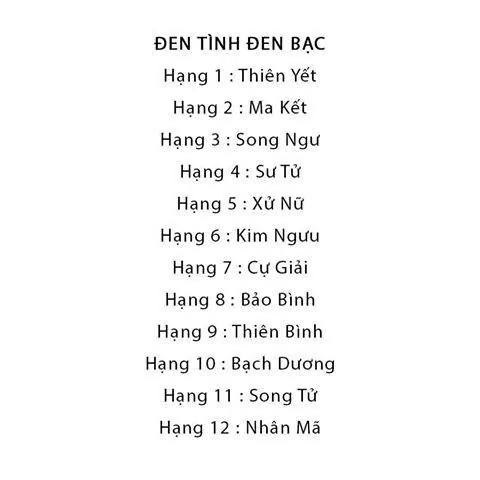 ĐEN TÌNH ĐEN BẠC
Hạng 1 : Thiên Yết
Hạng 2 : Ma Kết
Hạng 3 : Song Ngư
Hạng 4 : Sư Tử
Hạng 5 : Xử Nữ
Hạng 6 : Kim Ngưu
Hạng 7 : Cự Giải
Hạng 8 : Bảo Bình
Hạng 9 : Thiên Bình
Hạng 10 : Bạch Dương
Hạng 11 : Song Tử
Hạng 12 : Nhân Mã